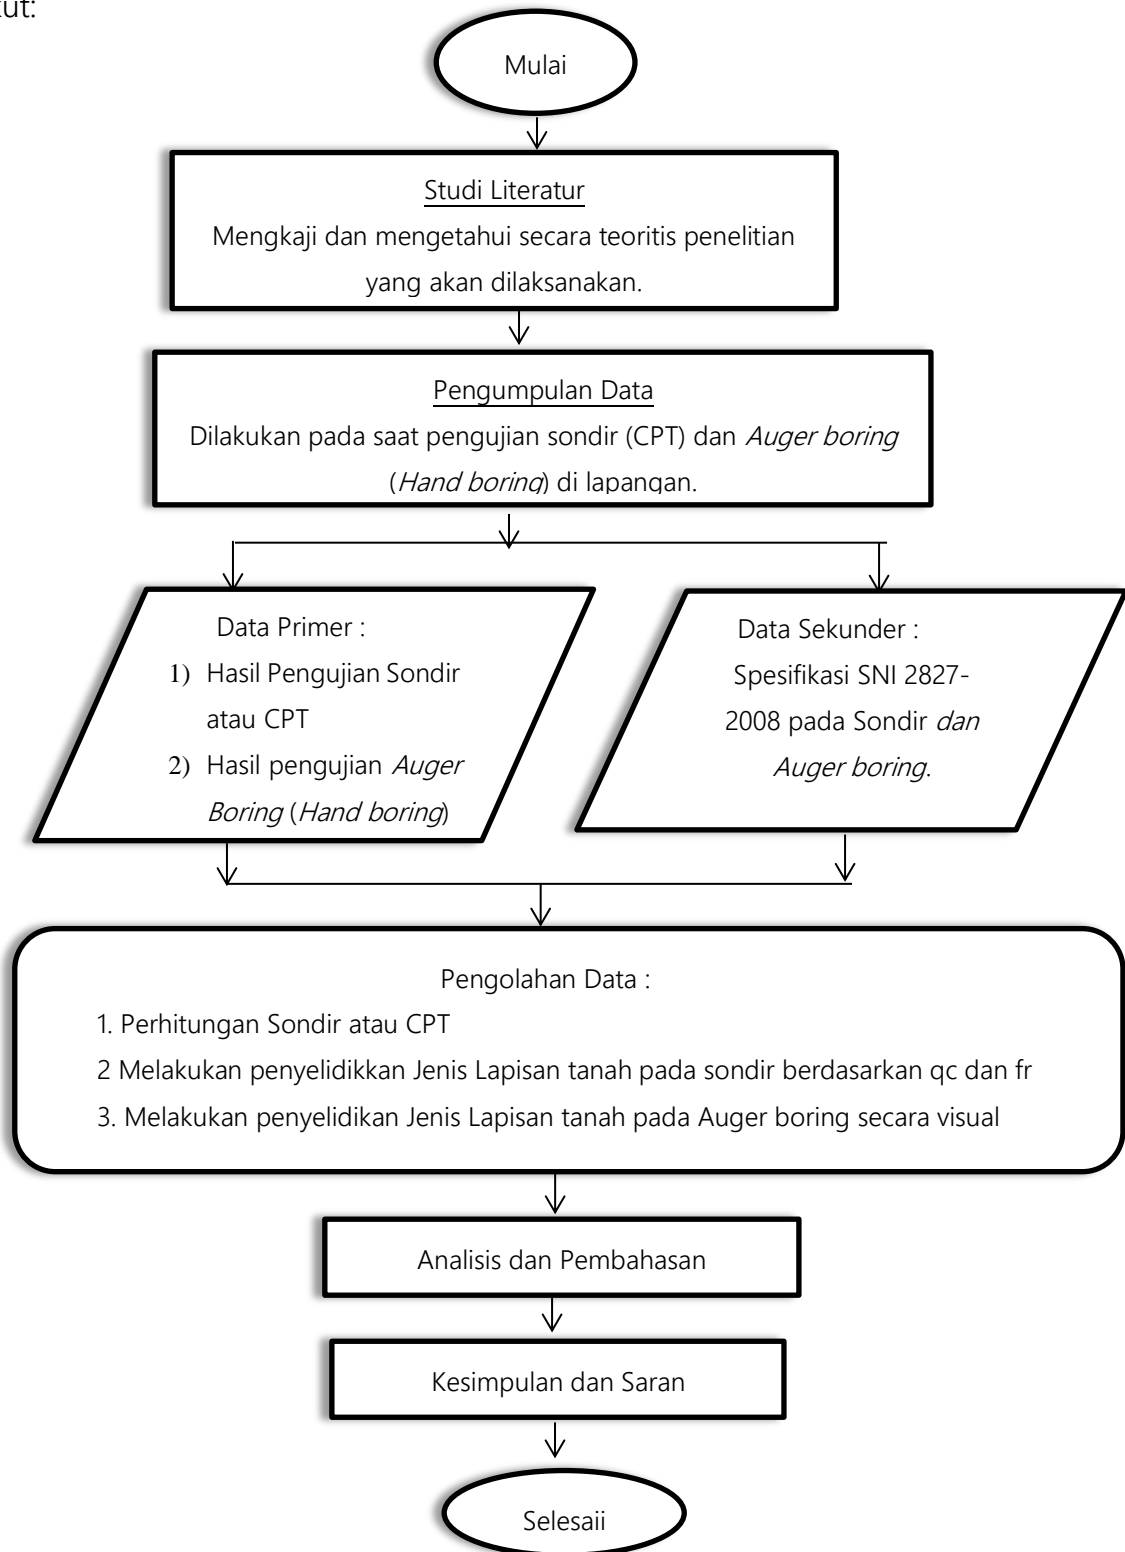 kut:
Mulai
Studi Literatur
Mengkaji dan mengetahui secara teoritis penelitian
yang akan dilaksanakan.
Pengumpulan Data
Dilakukan pada saat pengujian sondir (CPT) dan Auger boring
(Hand boring) di lapangan.
Data Primer :
1) Hasil Pengujian Sondir
atau CPT
2) Hasil pengujian Auger
Boring (Hand boring)
Data Sekunder :
Spesifikasi SNI 2827-
2008 pada Sondir dan
Auger boring.
Pengolahan Data :
1. Perhitungan Sondir atau CPT
2 Melakukan penyelidikkan Jenis Lapisan tanah pada sondir berdasarkan qc dan fr
3. Melakukan penyelidikan Jenis Lapisan tanah pada Auger boring secara visual
Analisis dan Pembahasan
Kesimpulan dan Saran
Selesaii